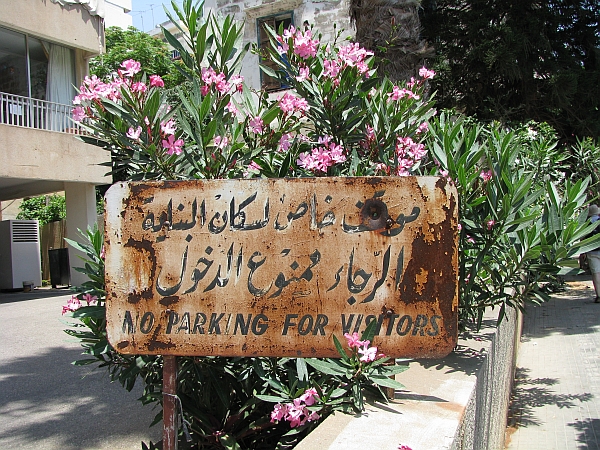 موقف خاص لسكان البناية
الرجاء ممنوع الدخول
NO PARKING FOR VISITORS